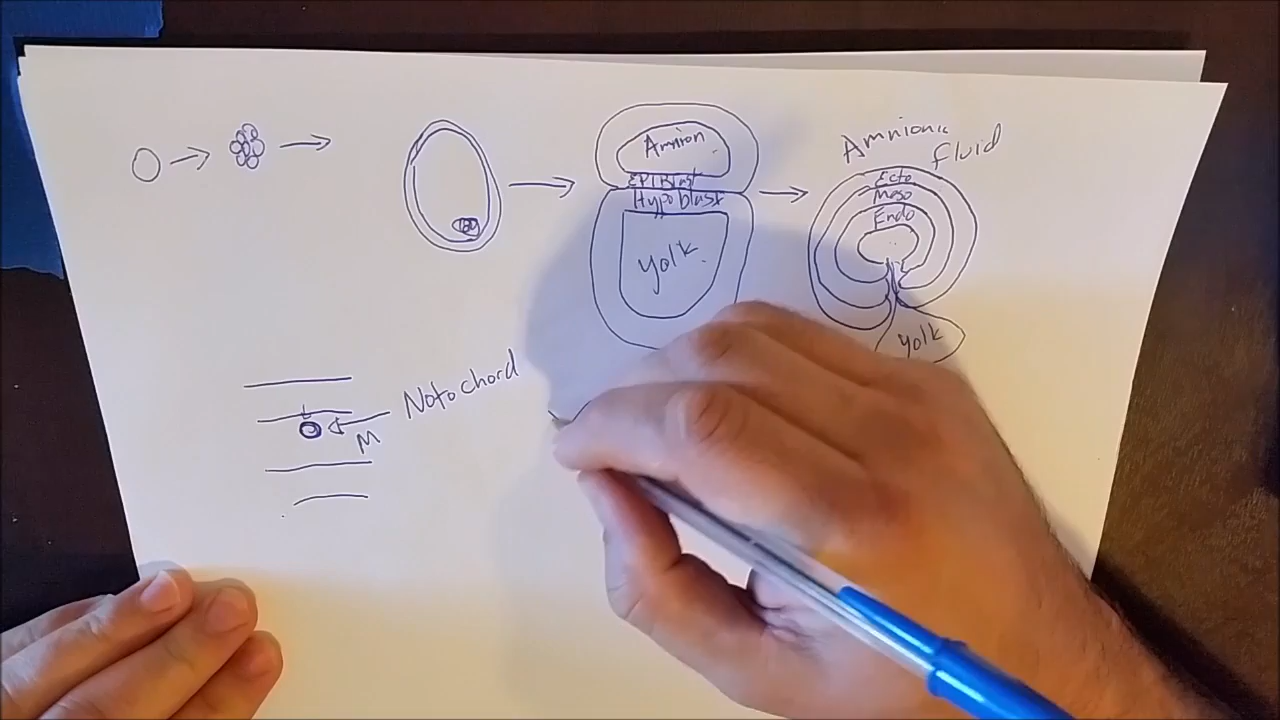 Amnion
EPIBlast
Hypoblast
Yolk
Amnionic
fluid
Ecto
Meso
Endo
Yolk
Notochord
M